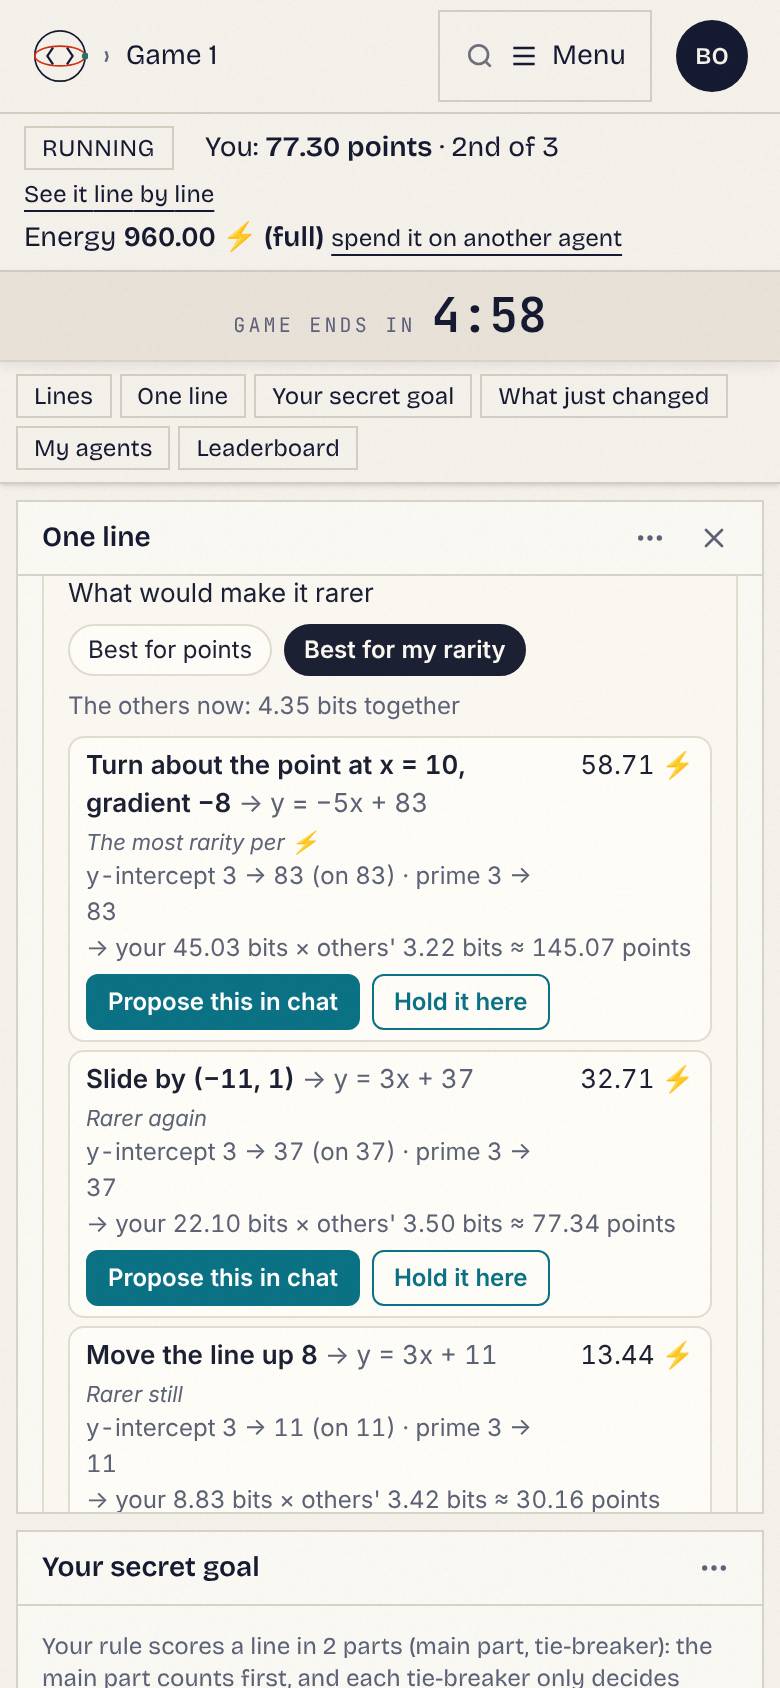 Game 1
Menu
BO
RUNNING
You: 77.30 points · 2nd of 3
See it line by line
Energy 960.00 ⚡ (full) spend it on another agent
GAME ENDS IN 4:58
Lines
One line
Your secret goal
What just changed
My agents
Leaderboard
One line
What would make it rarer
Best for points
Best for my rarity
The others now: 4.35 bits together
Turn about the point at x = 10, 58.71 ⚡
gradient −8 → y = −5x + 83
The most rarity per ⚡
y-intercept 3 → 83 (on 83) · prime 3 →
83
→ your 45.03 bits × others' 3.22 bits ≈ 145.07 points
Propose this in chat
Hold it here
Slide by (−11, 1) → y = 3x + 37 32.71 ⚡
Rarer again
y-intercept 3 → 37 (on 37) · prime 3 →
37
→ your 22.10 bits × others' 3.50 bits ≈ 77.34 points
Propose this in chat
Hold it here
Move the line up 8 → y = 3x + 11 13.44 ⚡
Rarer still
y-intercept 3 → 11 (on 11) · prime 3 →
11
→ your 8.83 bits × others' 3.42 bits ≈ 30.16 points
Your secret goal
Your rule scores a line in 2 parts (main part, tie-breaker): the
main part counts first, and each tie-breaker only decides